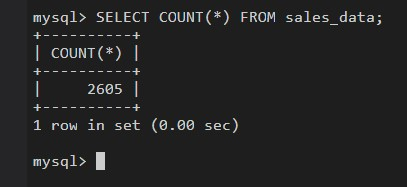 mysql> SELECT COUNT(*) FROM sales_data;
+----------+
| COUNT(*) |
+----------+
|     2605 |
+----------+
1 row in set (0.00 sec)

mysql>